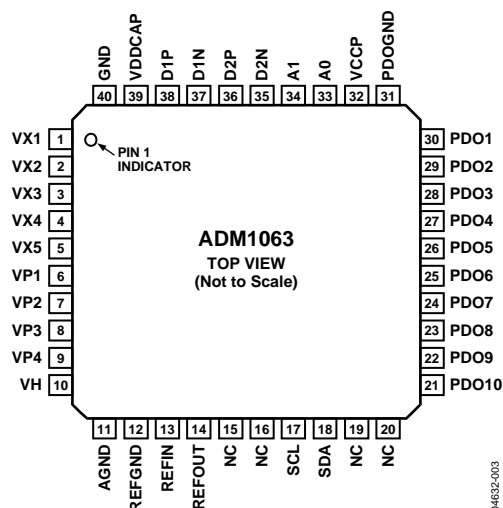 GND
VDDCAP
D1P
D1N
D2P
D2N
A1
A0
VCCP
PDOGND
40
39
38
37
36
35
34
33
32
31
VX1 1
VX2 2
VX3 3
VX4 4
VX5 5
VP1 6
VP2 7
VP3 8
VP4 9
VH 10
PIN 1
INDICATOR
ADM1063
TOP VIEW
(Not to Scale)
30 PDO1
29 PDO2
28 PDO3
27 PDO4
26 PDO5
25 PDO6
24 PDO7
23 PDO8
22 PDO9
21 PDO10
11
12
13
14
15
16
17
18
19
20
AGND
REFGND
REFIN
REFOUT
NC
NC
SCL
SDA
NC
NC
04632-003